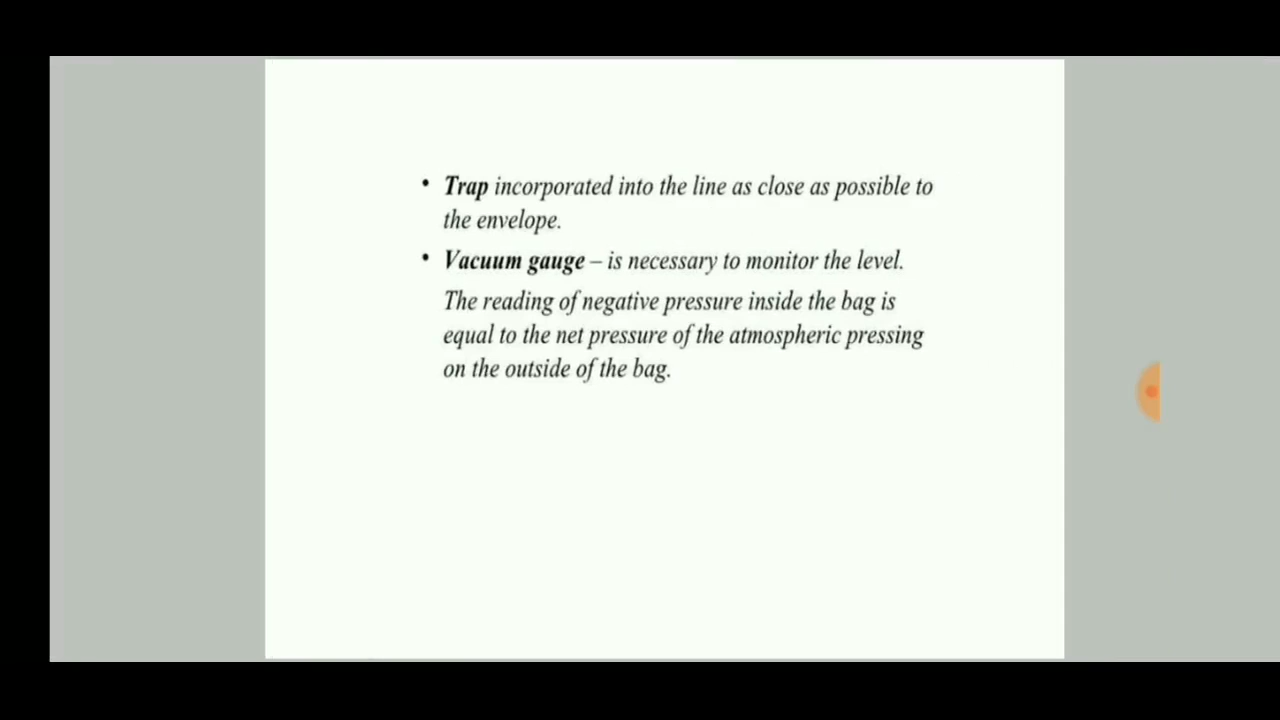 • Trap incorporated into the line as close as possible to
the envelope.
• Vacuum gauge – is necessary to monitor the level.
The reading of negative pressure inside the bag is
equal to the net pressure of the atmospheric pressing
on the outside of the bag.